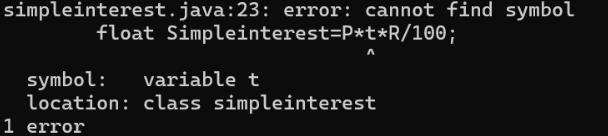 simpleinterest.java:23: error: cannot find symbol
        float Simpleinterest=P*t*R/100;
                               ^
  symbol:   variable t
  location: class simpleinterest
1 error